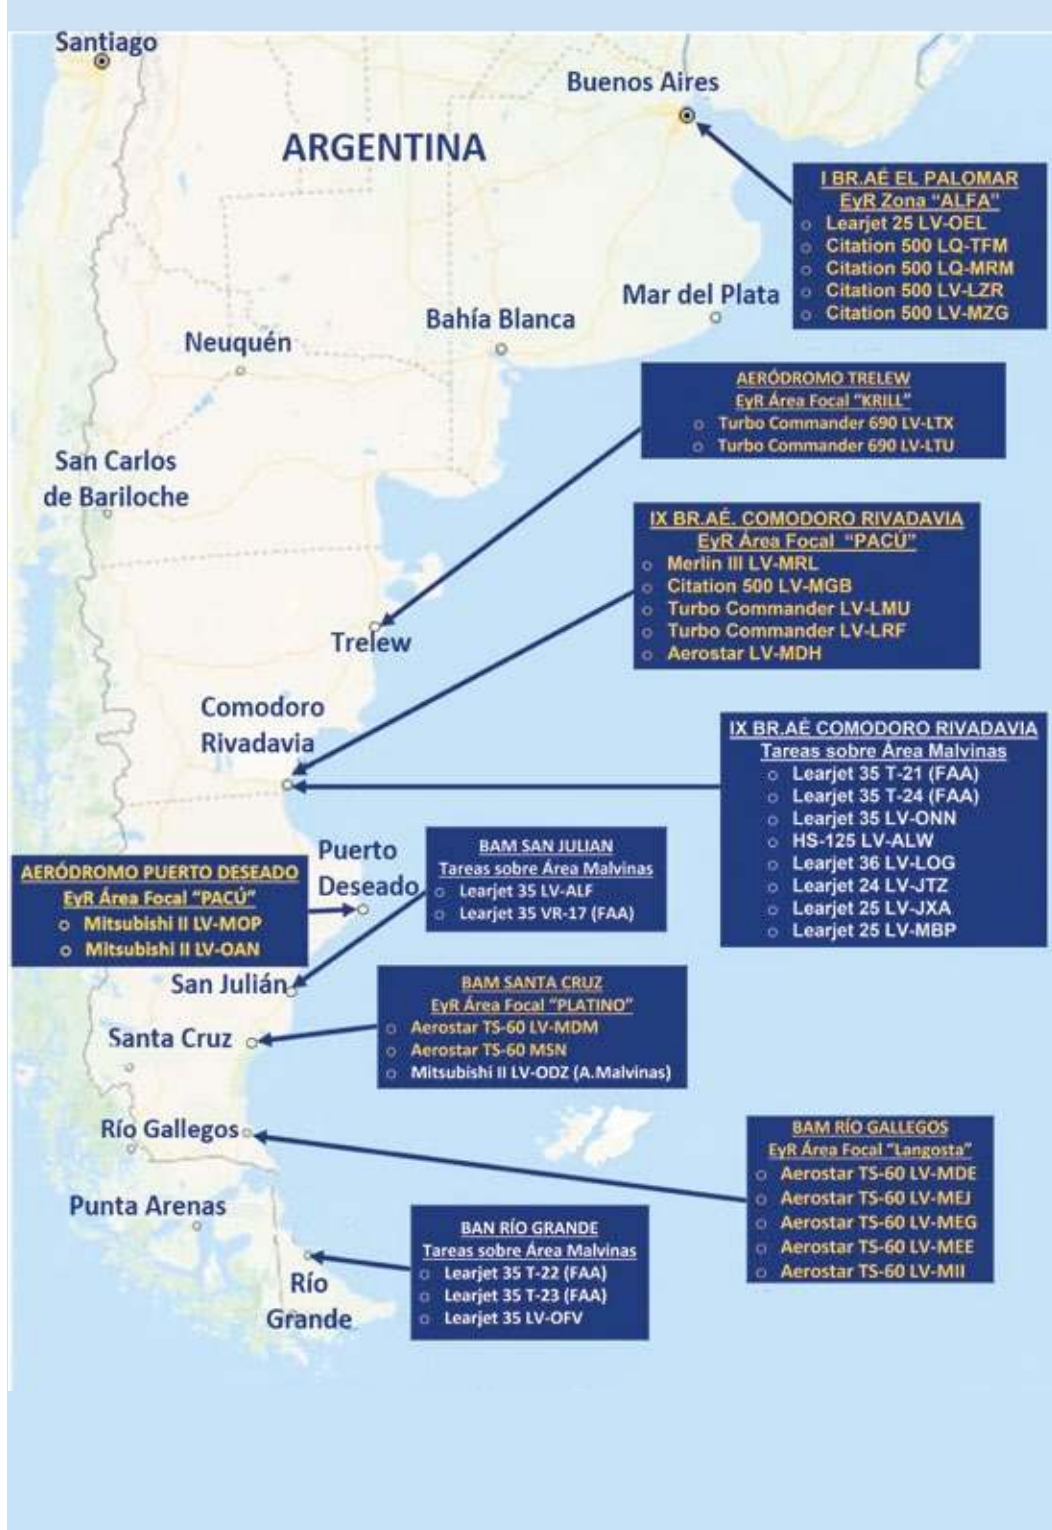 Santiago
Buenos Aires
ARGENTINA
I BR.AÉ EL PALOMAR
EyR Zona “ALFA”
Learjet 25 LV-OEL
Citation 500 LQ-TFM
Citation 500 LQ-MRM
Citation 500 LV-LZR
Citation 500 LV-MZG
Mar del Plata
Bahía Blanca
Neuquén
AERÓDROMO TRELEW
EyR Área Focal “KRILL”
Turbo Commander 690 LV-LTX
Turbo Commander 690 LV-LTU
San Carlos
de Bariloche
IX BR.AÉ. COMODORO RIVADAVIA
EyR Área Focal “PACÚ”
Merlin III LV-MRL
Citation 500 LV-MGB
Turbo Commander LV-LMU
Turbo Commander LV-LRF
Aerostar LV-MDH
Trelew
Comodoro
Rivadavia
IX BR.AÉ COMODORO RIVADAVIA
Tareas sobre Área Malvinas
Learjet 35 T-21 (FAA)
Learjet 35 T-24 (FAA)
Learjet 35 LV-ONN
HS-125 LV-ALW
Learjet 36 LV-LOG
Learjet 24 LV-JTZ
Learjet 25 LV-JXA
Learjet 25 LV-MBP
Puerto
Deseado
BAM SAN JULIAN
Tareas sobre Área Malvinas
Learjet 35 LV-ALF
Learjet 35 VR-17 (FAA)
AERÓDROMO PUERTO DESEADO
EyR Área Focal “PACÚ”
Mitsubishi II LV-MOP
Mitsubishi II LV-OAN
San Julián
BAM SANTA CRUZ
EyR Área Focal “PLATINO”
Aerostar TS-60 LV-MDM
Aerostar TS-60 MSN
Mitsubishi II LV-ODZ (A.Malvinas)
Santa Cruz
Río Gallegos
BAM RÍO GALLEGOS
EyR Área Focal “Langosta”
Aerostar TS-60 LV-MDE
Aerostar TS-60 LV-MEJ
Aerostar TS-60 LV-MEG
Aerostar TS-60 LV-MEE
Aerostar TS-60 LV-MII
Punta Arenas
BAN RÍO GRANDE
Tareas sobre Área Malvinas
Learjet 35 T-22 (FAA)
Learjet 35 T-23 (FAA)
Learjet 35 LV-OFV
Río
Grande